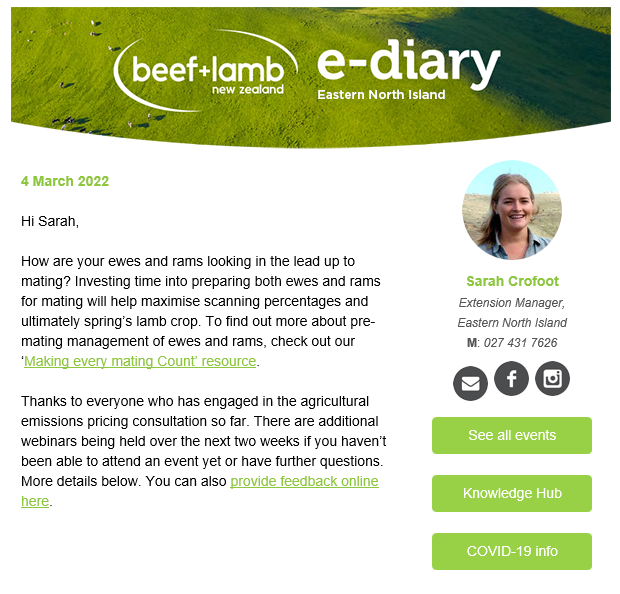 beef+lamb
new zealand
e-diary
Eastern North Island
4 March 2022
Hi Sarah,
How are your ewes and rams looking in the lead up to
mating? Investing time into preparing both ewes and rams
for mating will help maximise scanning percentages and
ultimately spring’s lamb crop. To find out more about pre-
mating management of ewes and rams, check out our
‘Making every mating Count’ resource.
Thanks to everyone who has engaged in the agricultural
emissions pricing consultation so far. There are additional
webinars being held over the next two weeks if you haven’t
been able to attend an event yet or have further questions.
More details below. You can also provide feedback online
here.
Sarah Crofoot
Extension Manager,
Eastern North Island
M: 027 431 7626
See all events
Knowledge Hub
COVID-19 info